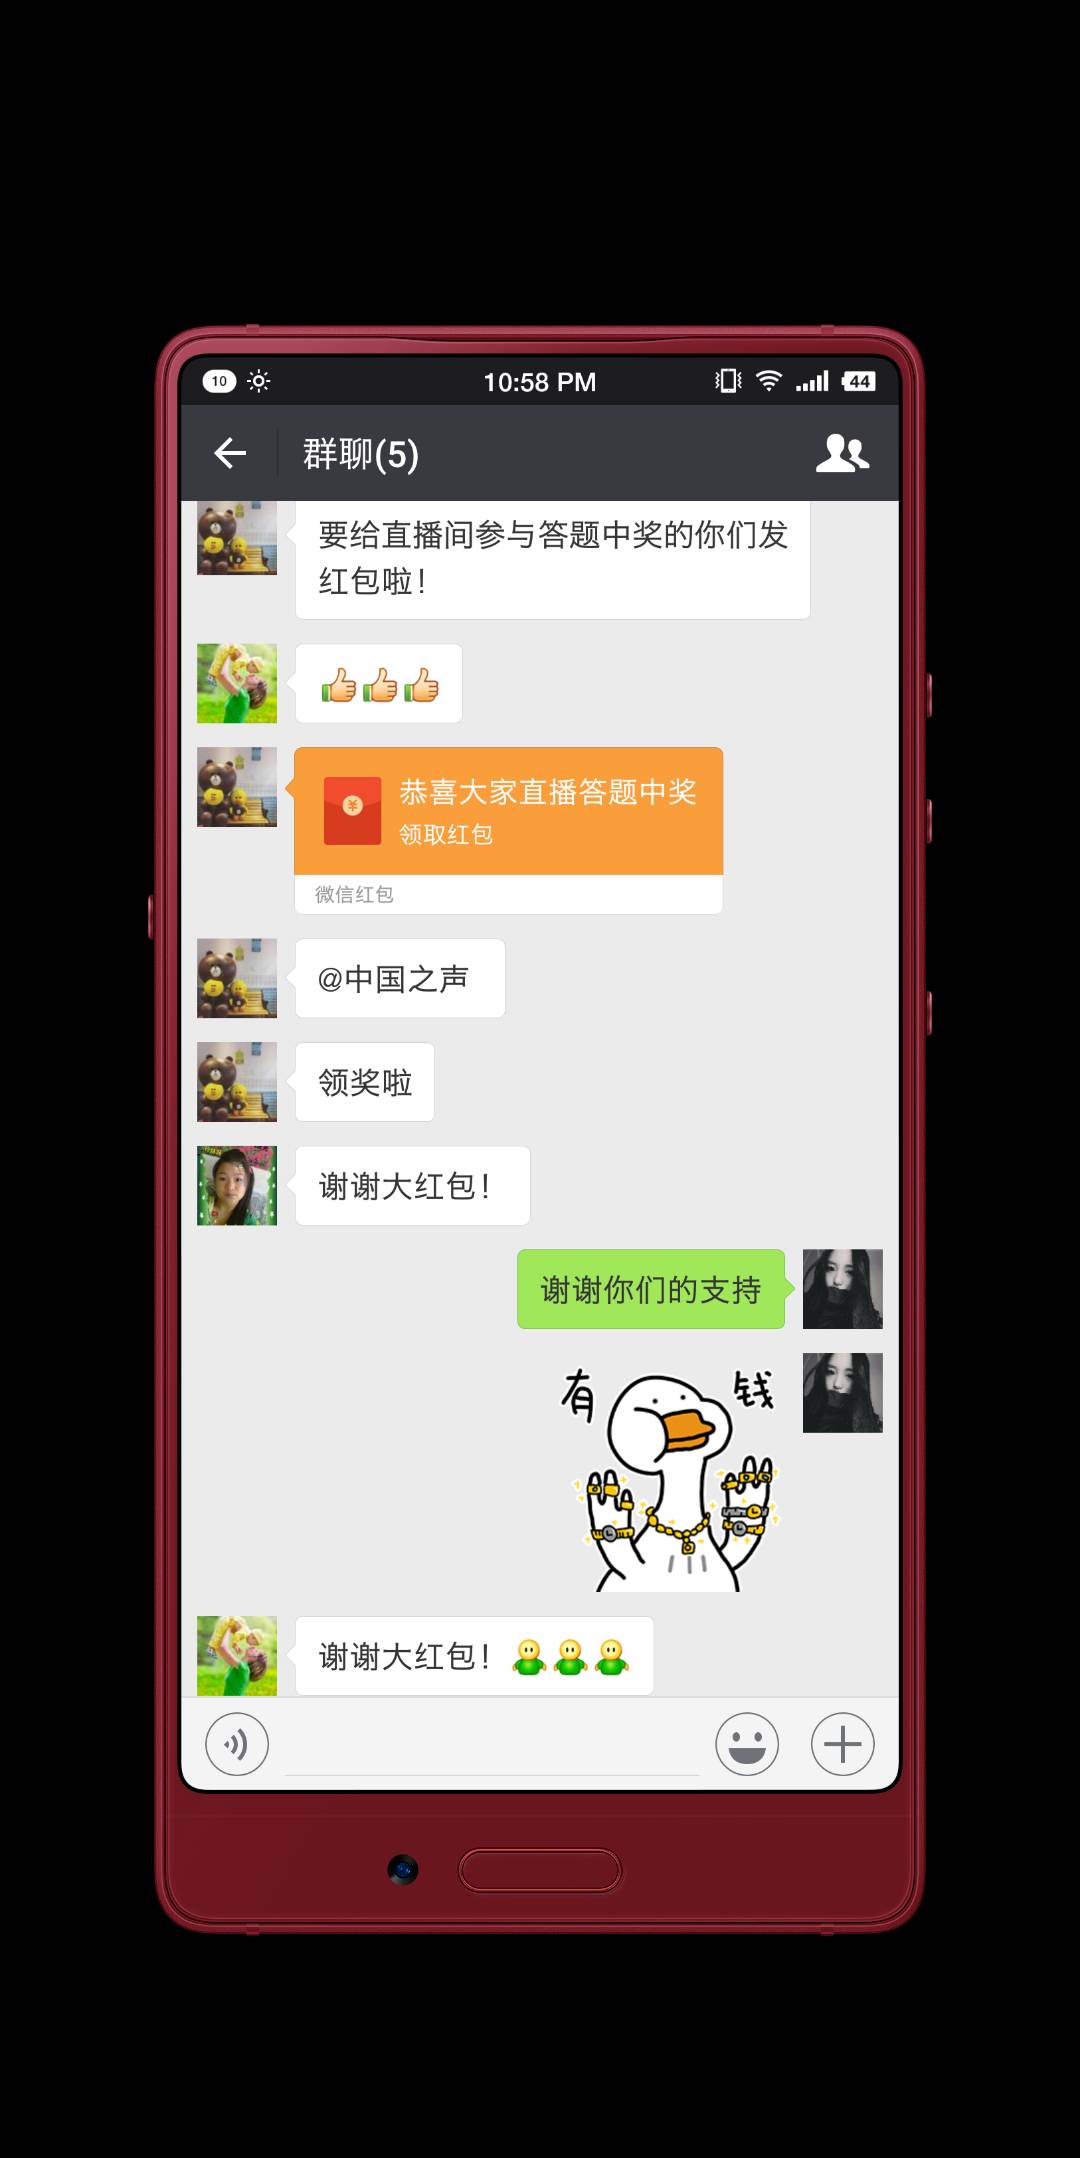 10
10:58 PM
44
群聊(5)
要给直播间参与答题中奖的你们发
红包啦！
恭喜大家直播答题中奖
领取红包
微信红包
@中国之声
领奖啦
谢谢大红包！
谢谢你们的支持
有 钱
谢谢大红包！